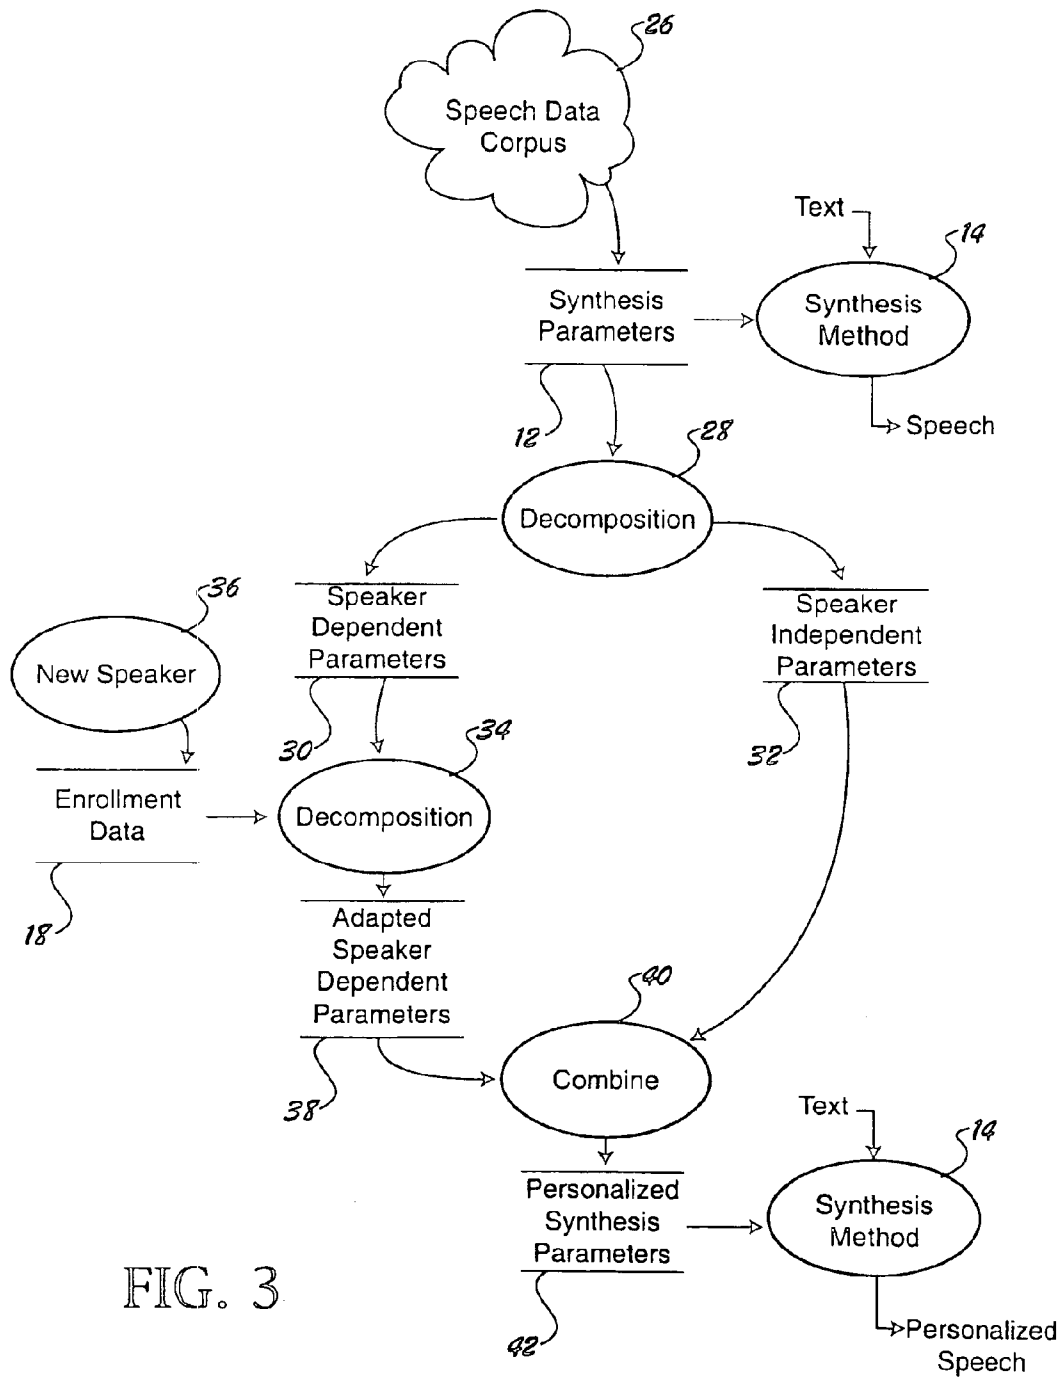 26
Speech Data
Corpus
Text
14
Synthesis
Parameters
Synthesis
Method
12
Speech
28
Decomposition
36
Speaker
Dependent
Parameters
Speaker
Independent
Parameters
New Speaker
30
34
32
Enrollment
Data
Decomposition
18
Adapted
Speaker
Dependent
Parameters
40
38
Combine
Text
14
Personalized
Synthesis
Parameters
Synthesis
Method
42
FIG. 3
Personalized
Speech